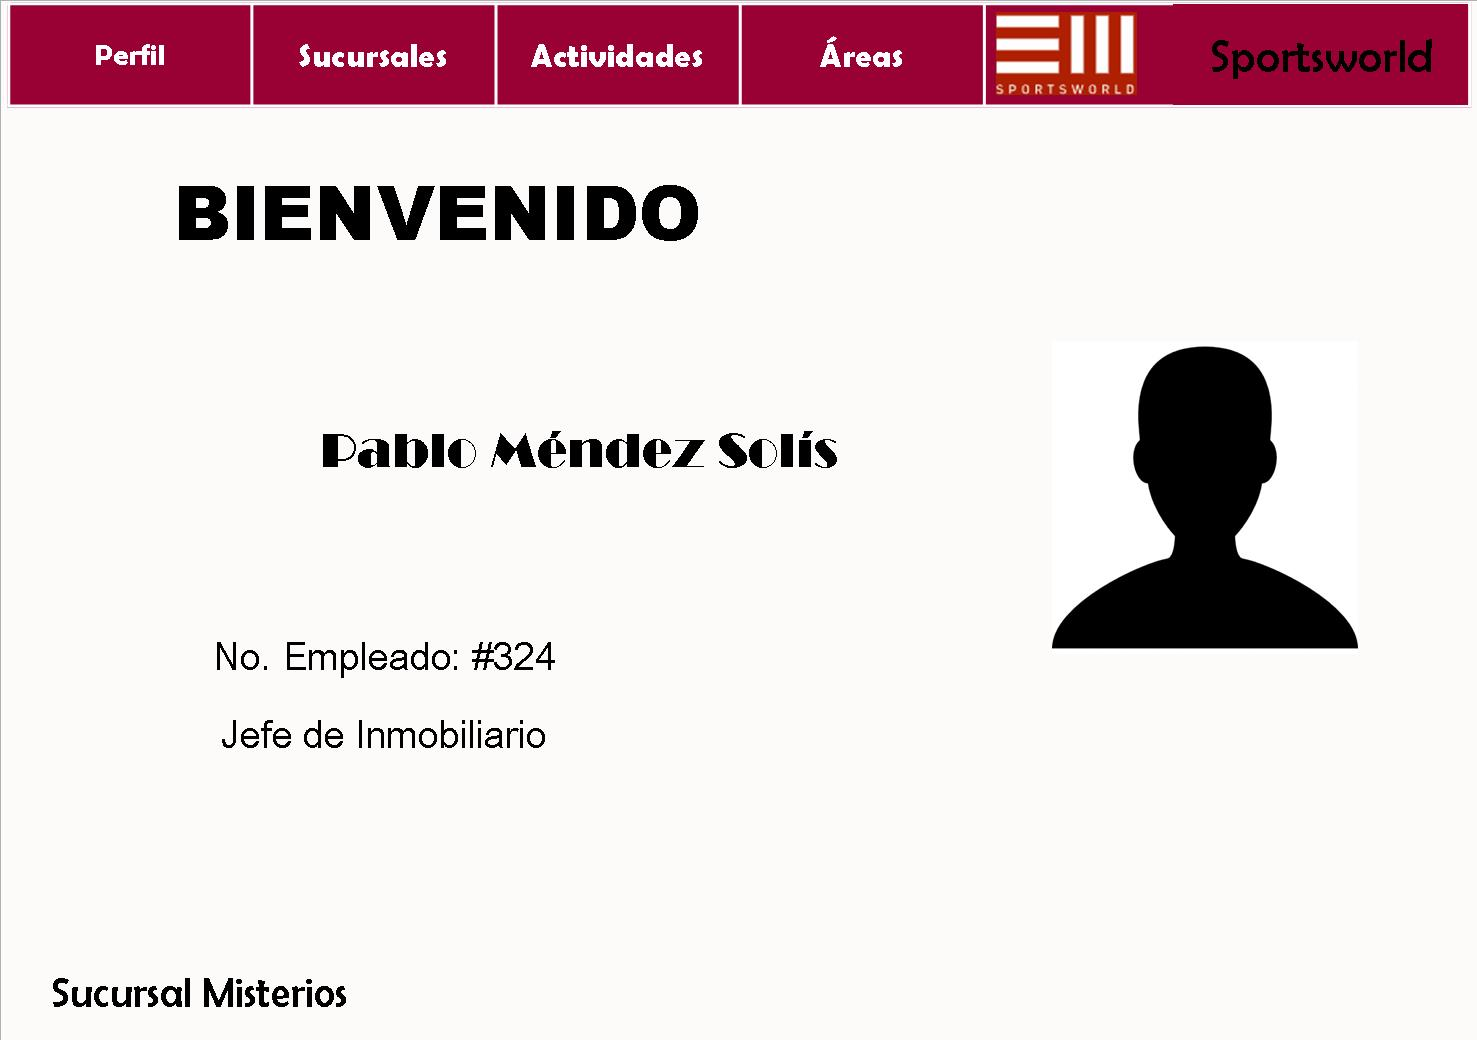 Perfil
Sucursales
Actividades
Áreas
SPORTSWORLD
Sportsworld
BIENVENIDO
Pablo Méndez Solís
No. Empleado: #324
Jefe de Inmobiliario
Sucursal Misterios